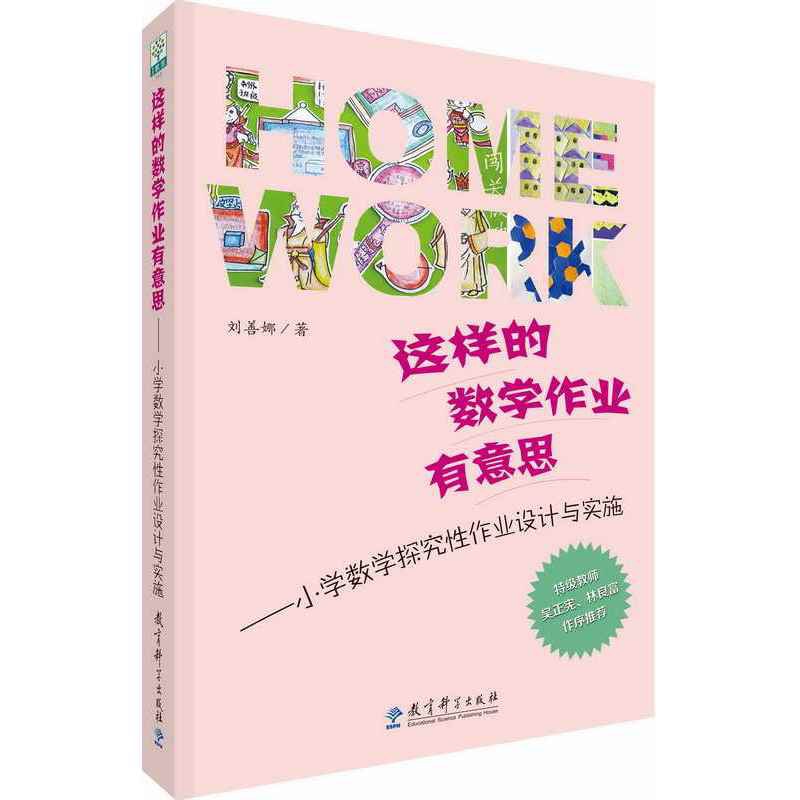 HOME
WORK
刘善娜/著
这样的
数学作业
有意思
——小学数学探究性作业设计与实施
特级教师
吴正宪、林良富
作序推荐
ESPH
教育科学出版社
Educational Science Publishing House
这样的数学作业有意思——小学数学探究性作业设计与实施
教育科学出版社
ESPH